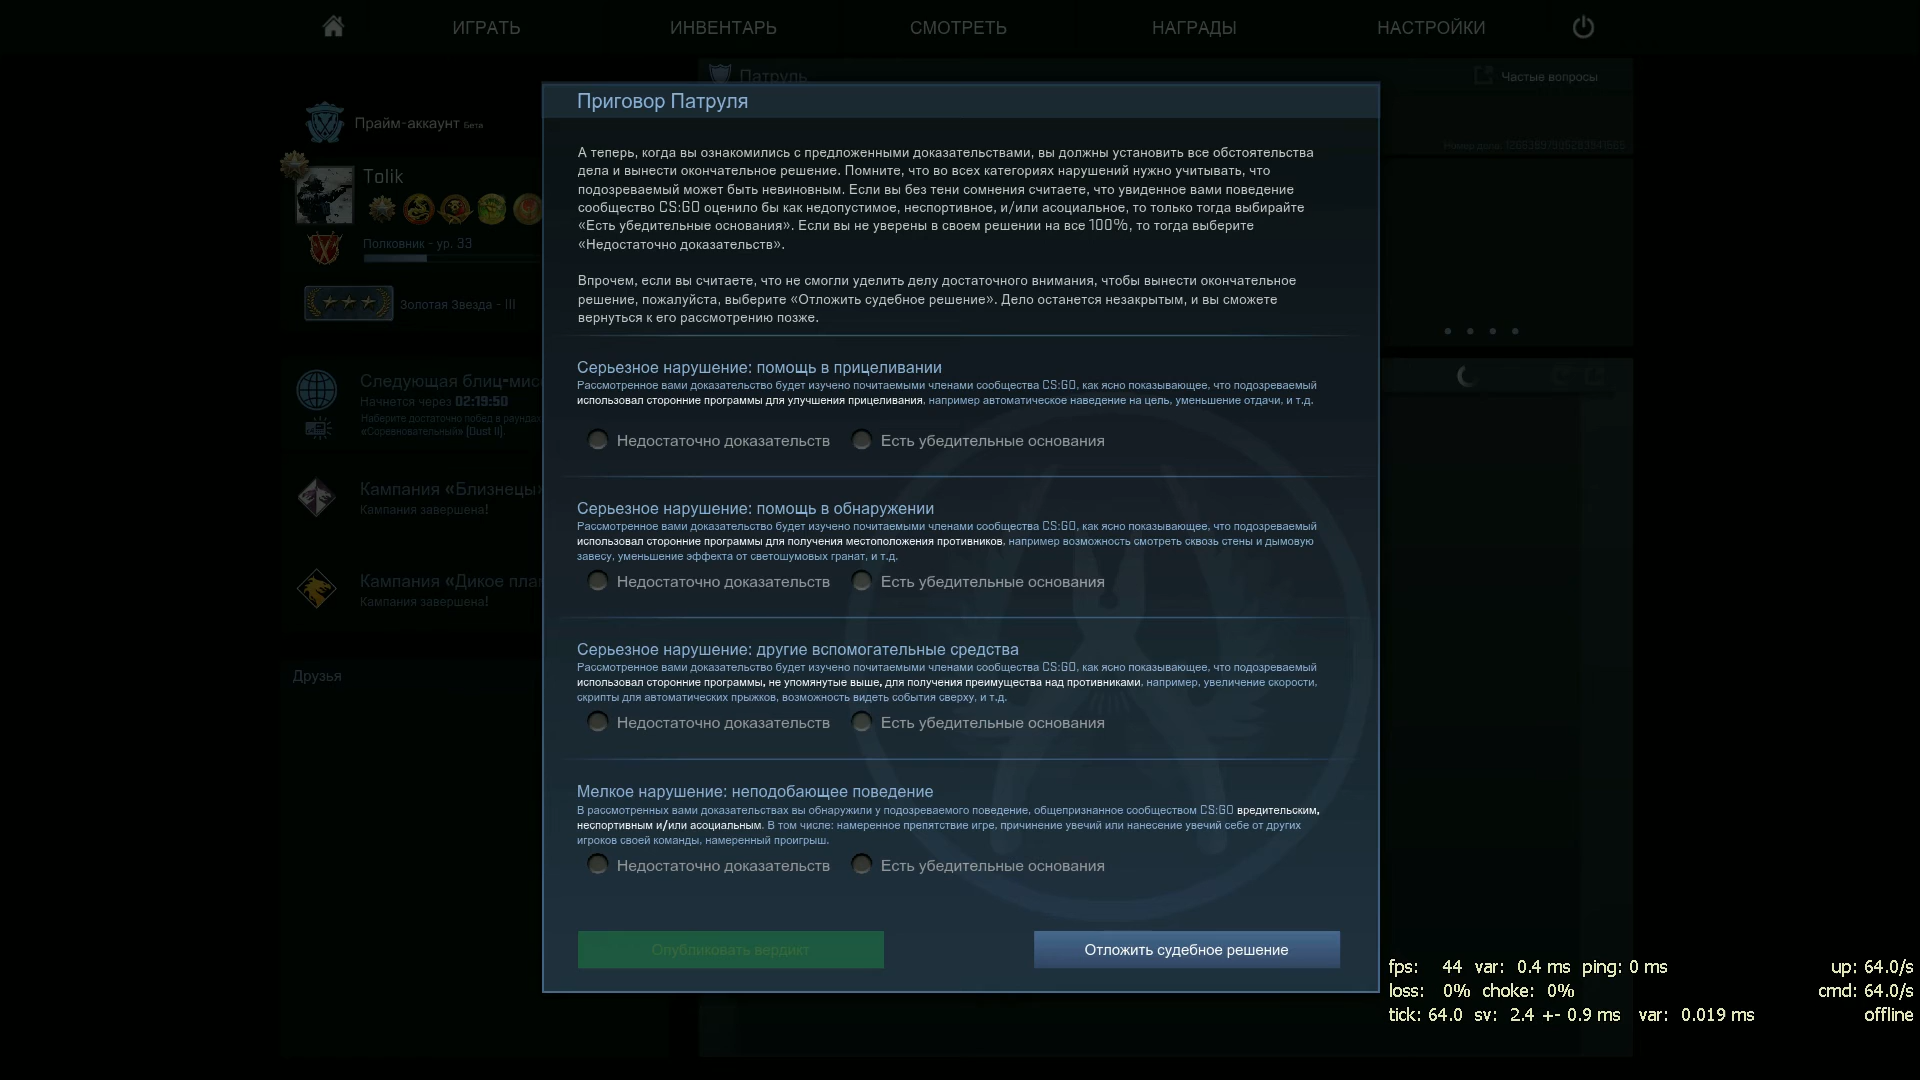 ИГРАТЬ
ИНВЕНТАРЬ
СМОТРЕТЬ
НАГРАДЫ
НАСТРОЙКИ
Патруль
Частые вопросы
Прайм-аккаунт бета
Tolik
Полковник - ур. 33
Золотая Звезда - III
Следующая блиц-мис
Начнется через 02:19:50
Наберите достаточно побед в раундах
«Соревновательный» (Dust II).
Кампания «Близнецы»
Кампания завершена!
Кампания «Дикое пла
Кампания завершена!
Друзья
Приговор Патруля
А теперь, когда вы ознакомились с предложенными доказательствами, вы должны установить все обстоятельства
дела и вынести окончательное решение. Помните, что во всех категориях нарушений нужно учитывать, что
подозреваемый может быть невиновным. Если вы без тени сомнения считаете, что увиденное вами поведение
сообщество CS:GO оценило бы как недопустимое, неспортивное, и/или асоциальное, то только тогда выбирайте
«Есть убедительные основания». Если вы не уверены в своем решении на все 100%, то тогда выберите
«Недостаточно доказательств».
Впрочем, если вы считаете, что не смогли уделить делу достаточного внимания, чтобы вынести окончательное
решение, пожалуйста, выберите «Отложить судебное решение». Дело останется незакрытым, и вы сможете
вернуться к его рассмотрению позже.
Серьезное нарушение: помощь в прицеливании
Рассмотренное вами доказательство будет изучено почитаемыми членами сообщества CS:GO, как ясно показывающее, что подозреваемый
использовал сторонние программы для улучшения прицеливания, например автоматическое наведение на цель, уменьшение отдачи, и т.д.
Недостаточно доказательств
Есть убедительные основания
Серьезное нарушение: помощь в обнаружении
Рассмотренное вами доказательство будет изучено почитаемыми членами сообщества CS:GO, как ясно показывающее, что подозреваемый
использовал сторонние программы для получения местоположения противников, например возможность смотреть сквозь стены и дымовую
завесу, уменьшение эффекта от светошумовых гранат, и т.д.
Недостаточно доказательств
Есть убедительные основания
Серьезное нарушение: другие вспомогательные средства
Рассмотренное вами доказательство будет изучено почитаемыми членами сообщества CS:GO, как ясно показывающее, что подозреваемый
использовал сторонние программы, не упомянутые выше, для получения преимущества над противниками, например, увеличение скорости,
скрипты для автоматических прыжков, возможность видеть события сверху, и т.д.
Недостаточно доказательств
Есть убедительные основания
Мелкое нарушение: неподобающее поведение
В рассмотренных вами доказательствах вы обнаружили у подозреваемого поведение, общепризнанное сообществом CS:GO вредительским,
неспортивным и/или асоциальным. В том числе: намеренное препятствие игре, причинение увечий или нанесение увечий себе от других
игроков своей команды, намеренный проигрыш.
Недостаточно доказательств
Есть убедительные основания
Опубликовать вердикт
Отложить судебное решение
fps: 44 var: 0.4 ms ping: 0 ms
up: 64.0/s
loss: 0% choke: 0%
cmd: 64.0/s
tick: 64.0 sv: 2.4 +- 0.9 ms var: 0.019 ms
offline